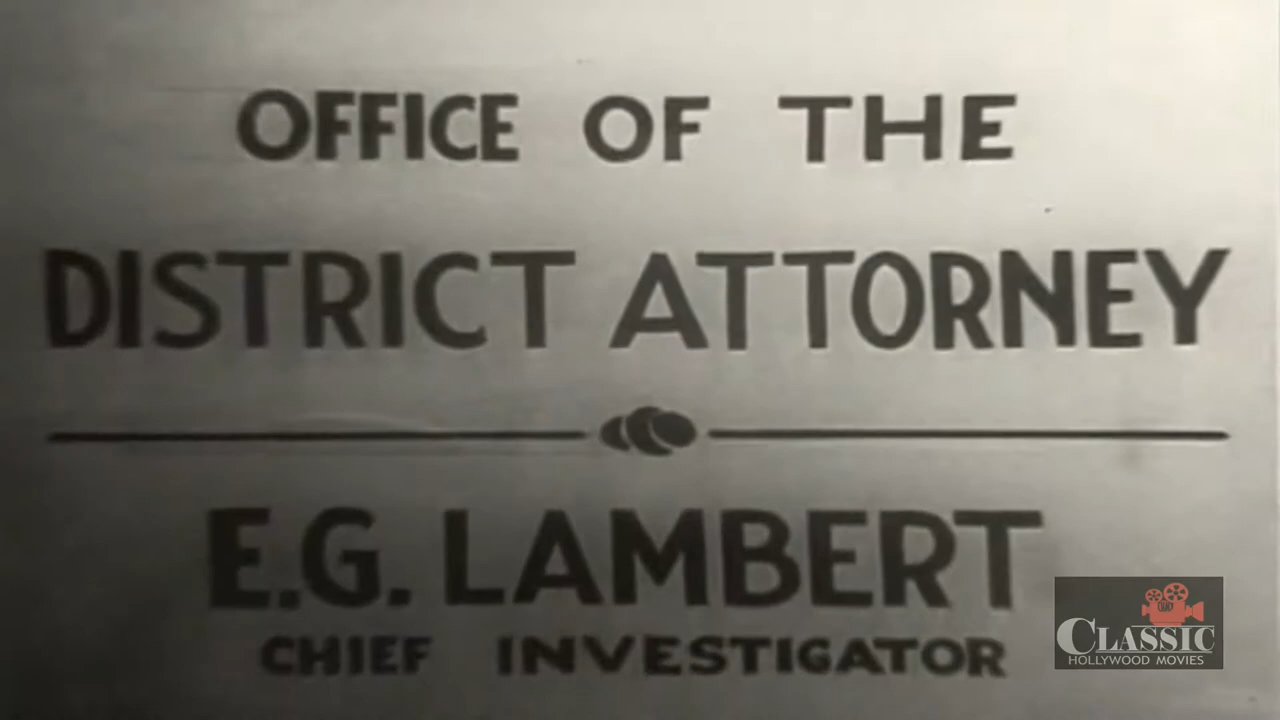 OFFICE OF THE
DISTRICT ATTORNEY
E.G. LAMBERT
CHIEF INVESTIGATOR
CLASSIC
HOLLYWOOD MOVIES